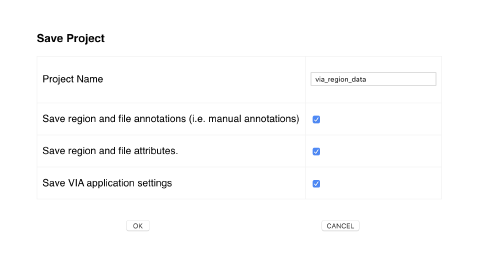 Save Project
Project Name
via_region_data
Save region and file annotations (i.e. manual annotations)
Save region and file attributes.
Save VIA application settings
OK
CANCEL